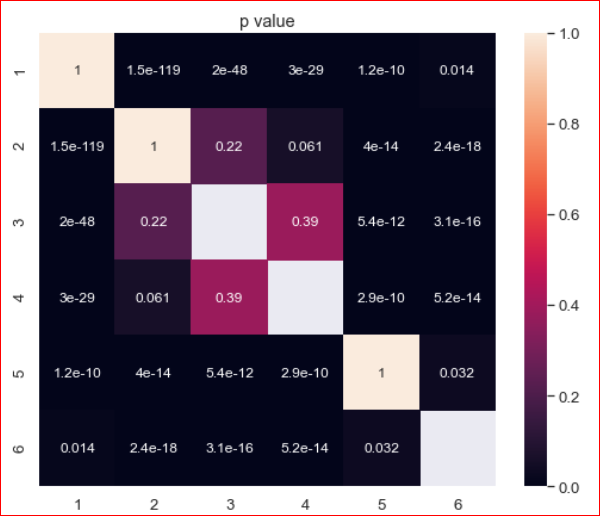 p value
1 1 1.5e-119 2e-48 3e-29 1.2e-10 0.014
2 1.5e-119 1 0.22 0.061 4e-14 2.4e-18
3 2e-48 0.22 0.39 5.4e-12 3.1e-16
4 3e-29 0.061 0.39 2.9e-10 5.2e-14
5 1.2e-10 4e-14 5.4e-12 2.9e-10 1 0.032
6 0.014 2.4e-18 3.1e-16 5.2e-14 0.032
1 2 3 4 5 6
1.0
0.8
0.6
0.4
0.2
0.0